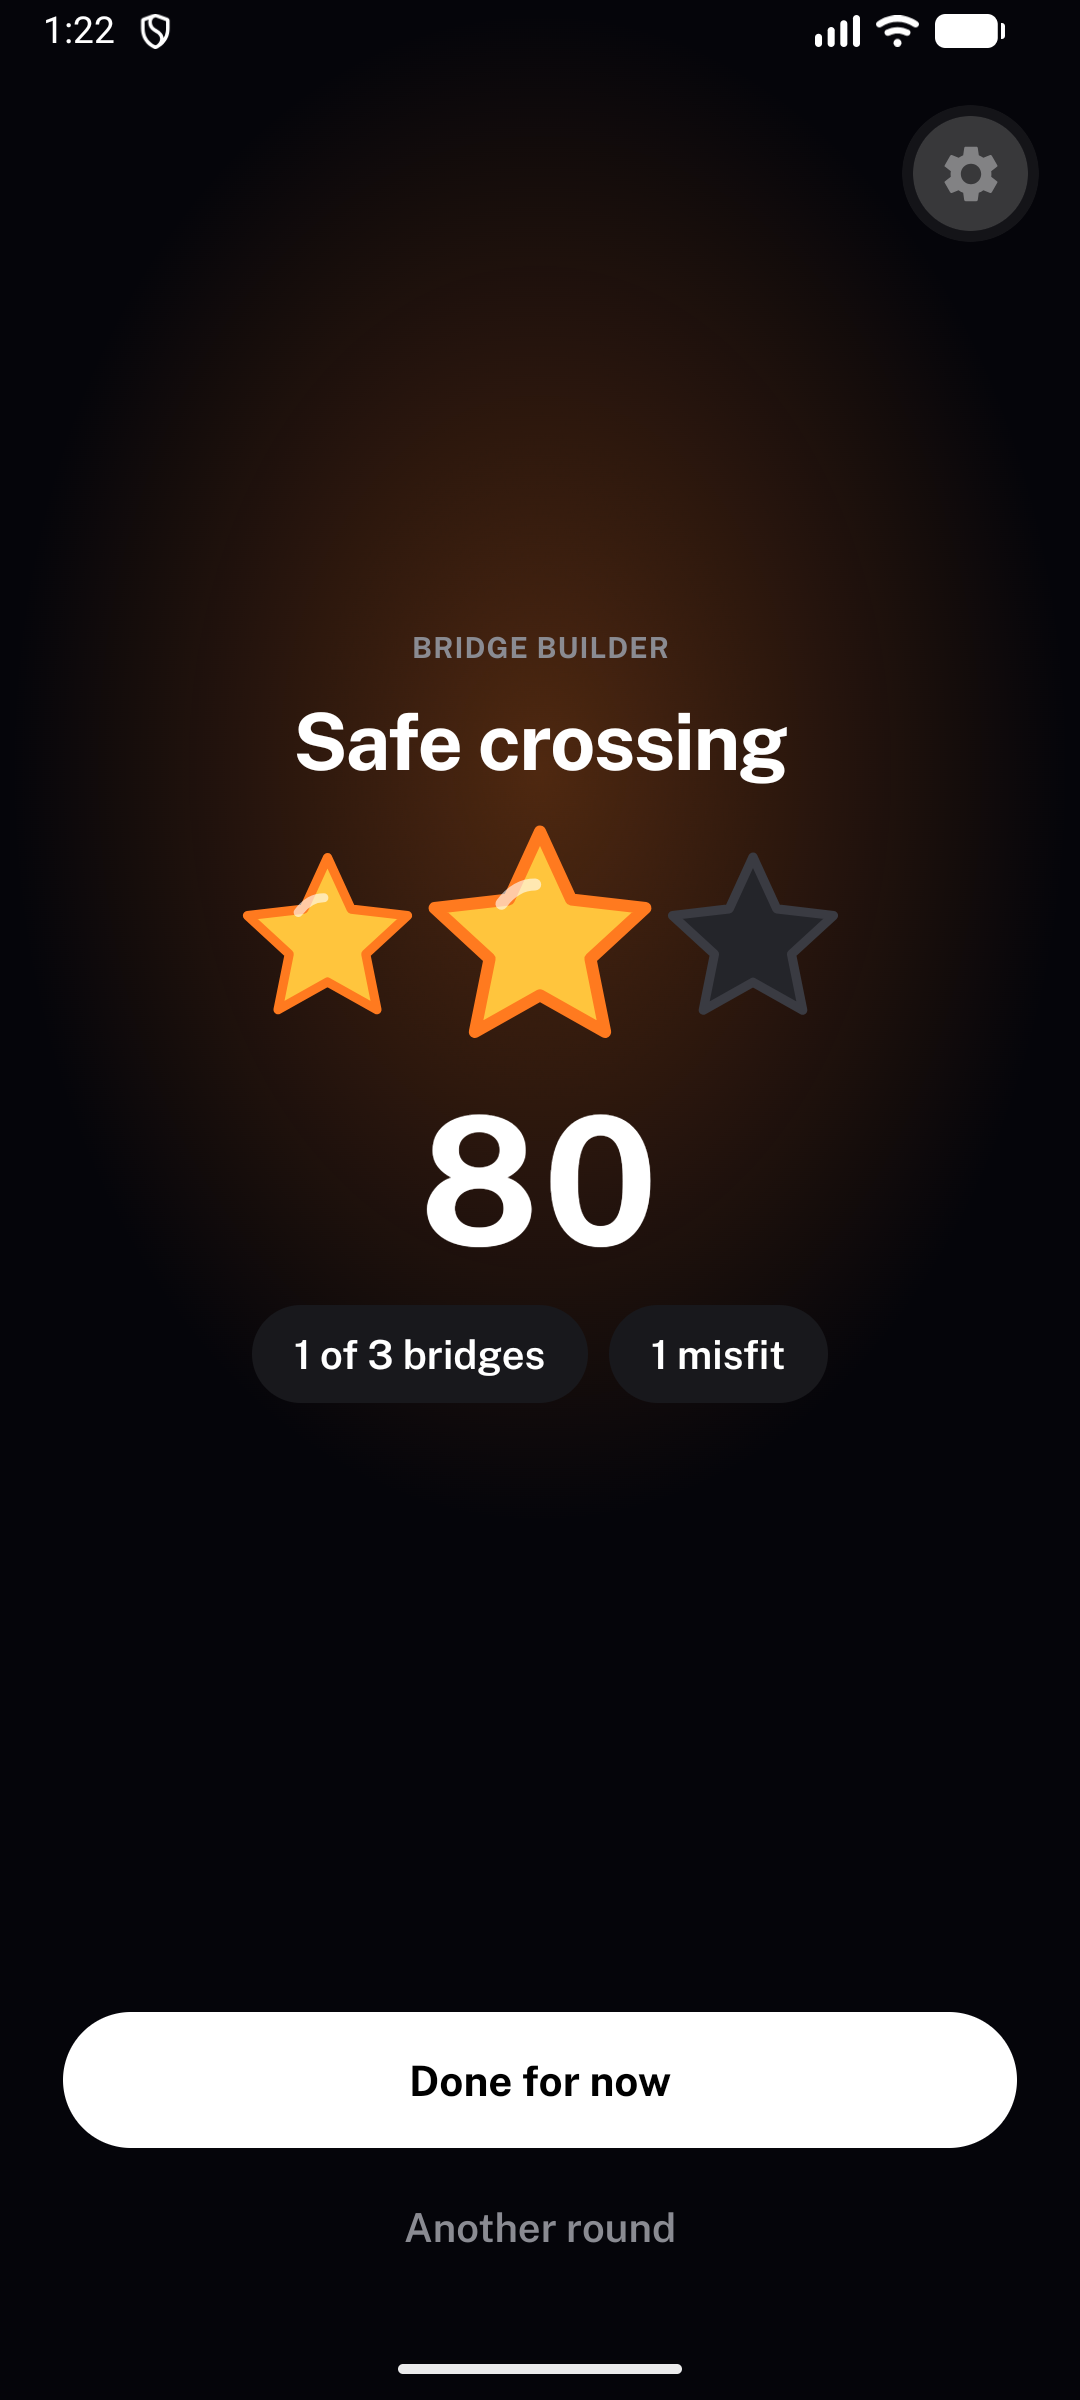 1:22
BRIDGE BUILDER
Safe crossing
80
1 of 3 bridges
1 misfit
Done for now
Another round